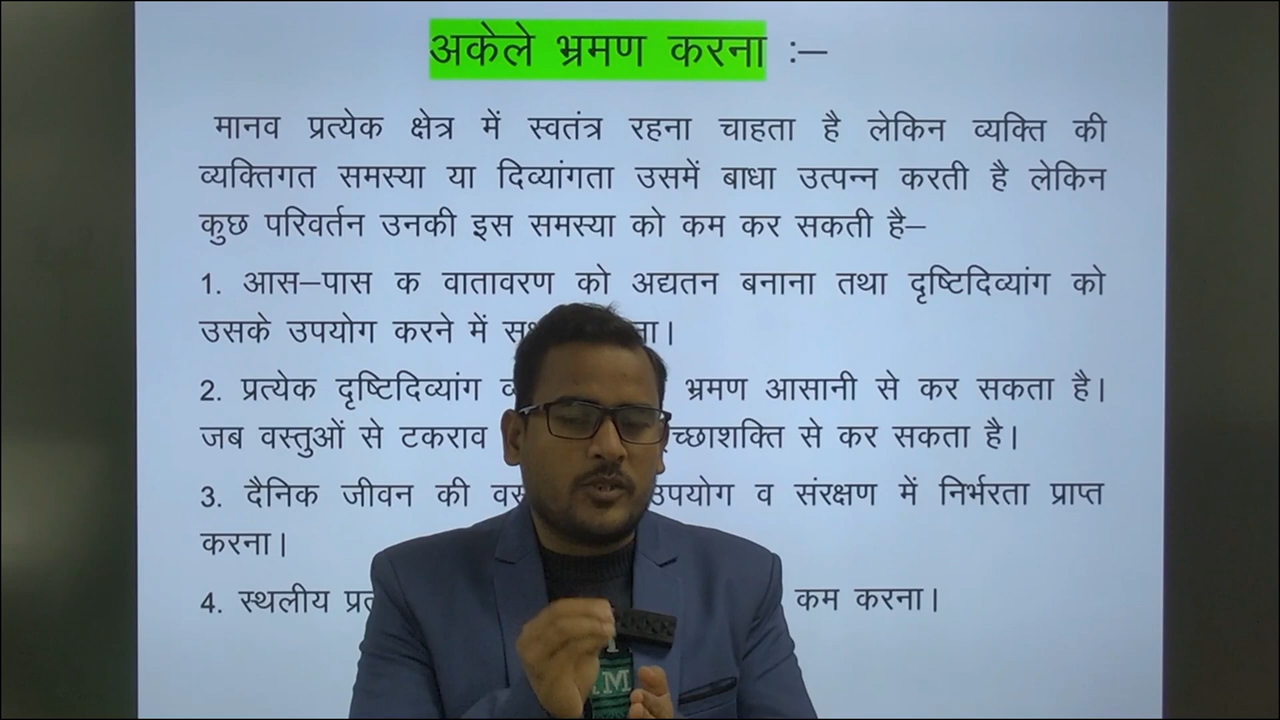 अकेले भ्रमण करना :–
मानव प्रत्येक क्षेत्र में स्वतंत्र रहना चाहता है लेकिन व्यक्ति की
व्यक्तिगत समस्या या दिव्यांगता उसमें बाधा उत्पन्न करती है लेकिन
कुछ परिवर्तन उनकी इस समस्या को कम कर सकती है–
1. आस–पास क वातावरण को अद्यतन बनाना तथा दृष्टिदिव्यांग को
उसके उपयोग करने में
2. प्रत्येक दृष्टिदिव्यांग भ्रमण आसानी से कर सकता है।
जब वस्तुओं से टकराव से कर सकता है।
3. दैनिक जीवन की उपयोग व संरक्षण में निर्भरता प्राप्त
करना।
4. स्थलीय कम करना।
M